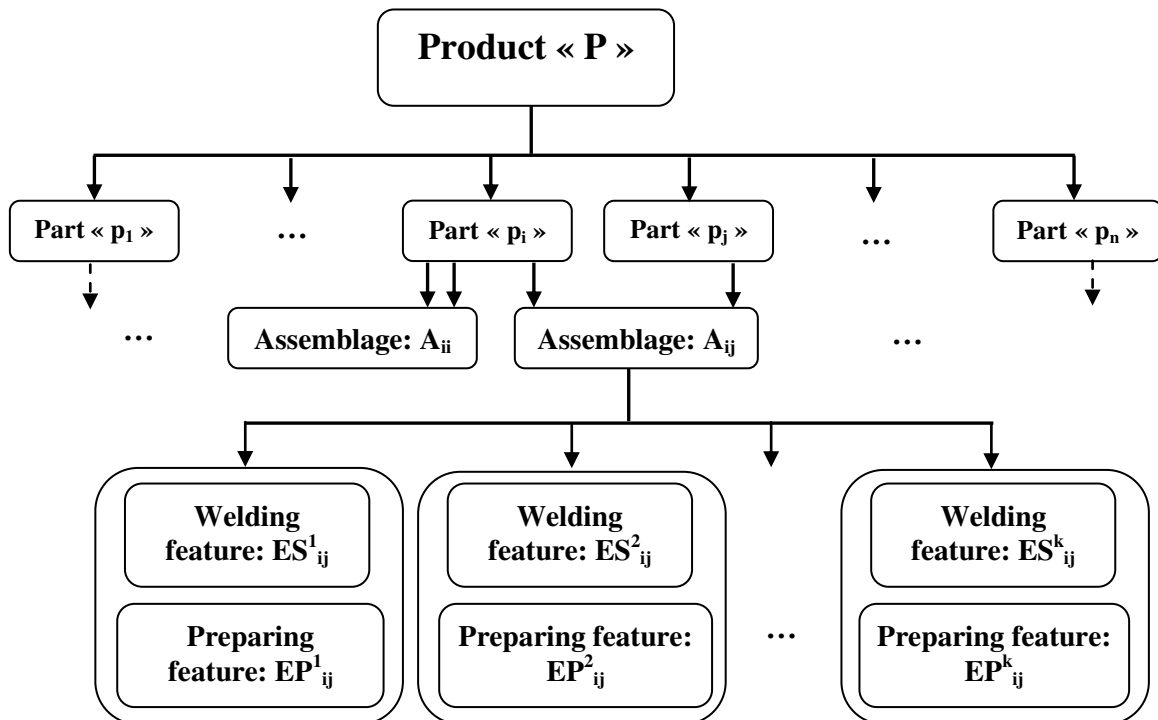 Product « P »
Part « p₁ »
...
Part « pᵢ »
Part « pⱼ »
...
Part « pₙ »
...
Assemblage: Aᵢᵢ
Assemblage: Aᵢⱼ
...
Welding
feature: ES¹ᵢⱼ
Welding
feature: ES²ᵢⱼ
Welding
feature: ESᵏᵢⱼ
Preparing
feature: EP¹ᵢⱼ
Preparing feature:
EP²ᵢⱼ
...
Preparing feature:
EPᵏᵢⱼ